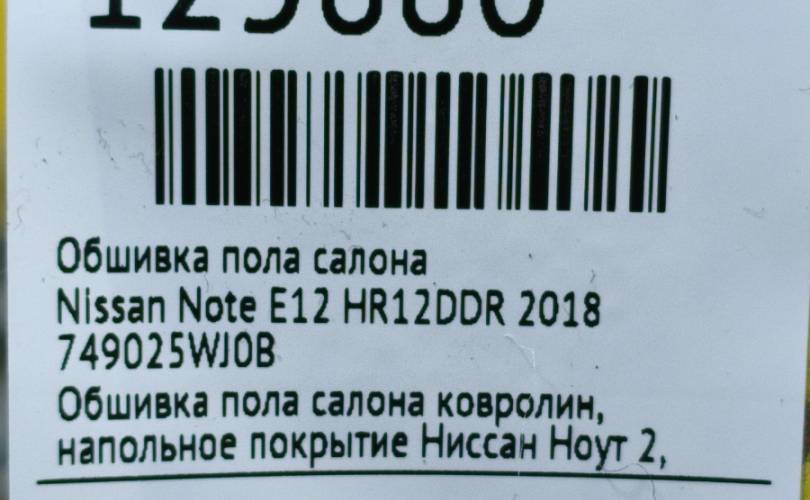 Обшивка пола салона
Nissan Note E12 HR12DDR 2018
749025WJ0B
Обшивка пола салона ковролин,
напольное покрытие Ниссан Ноут 2,